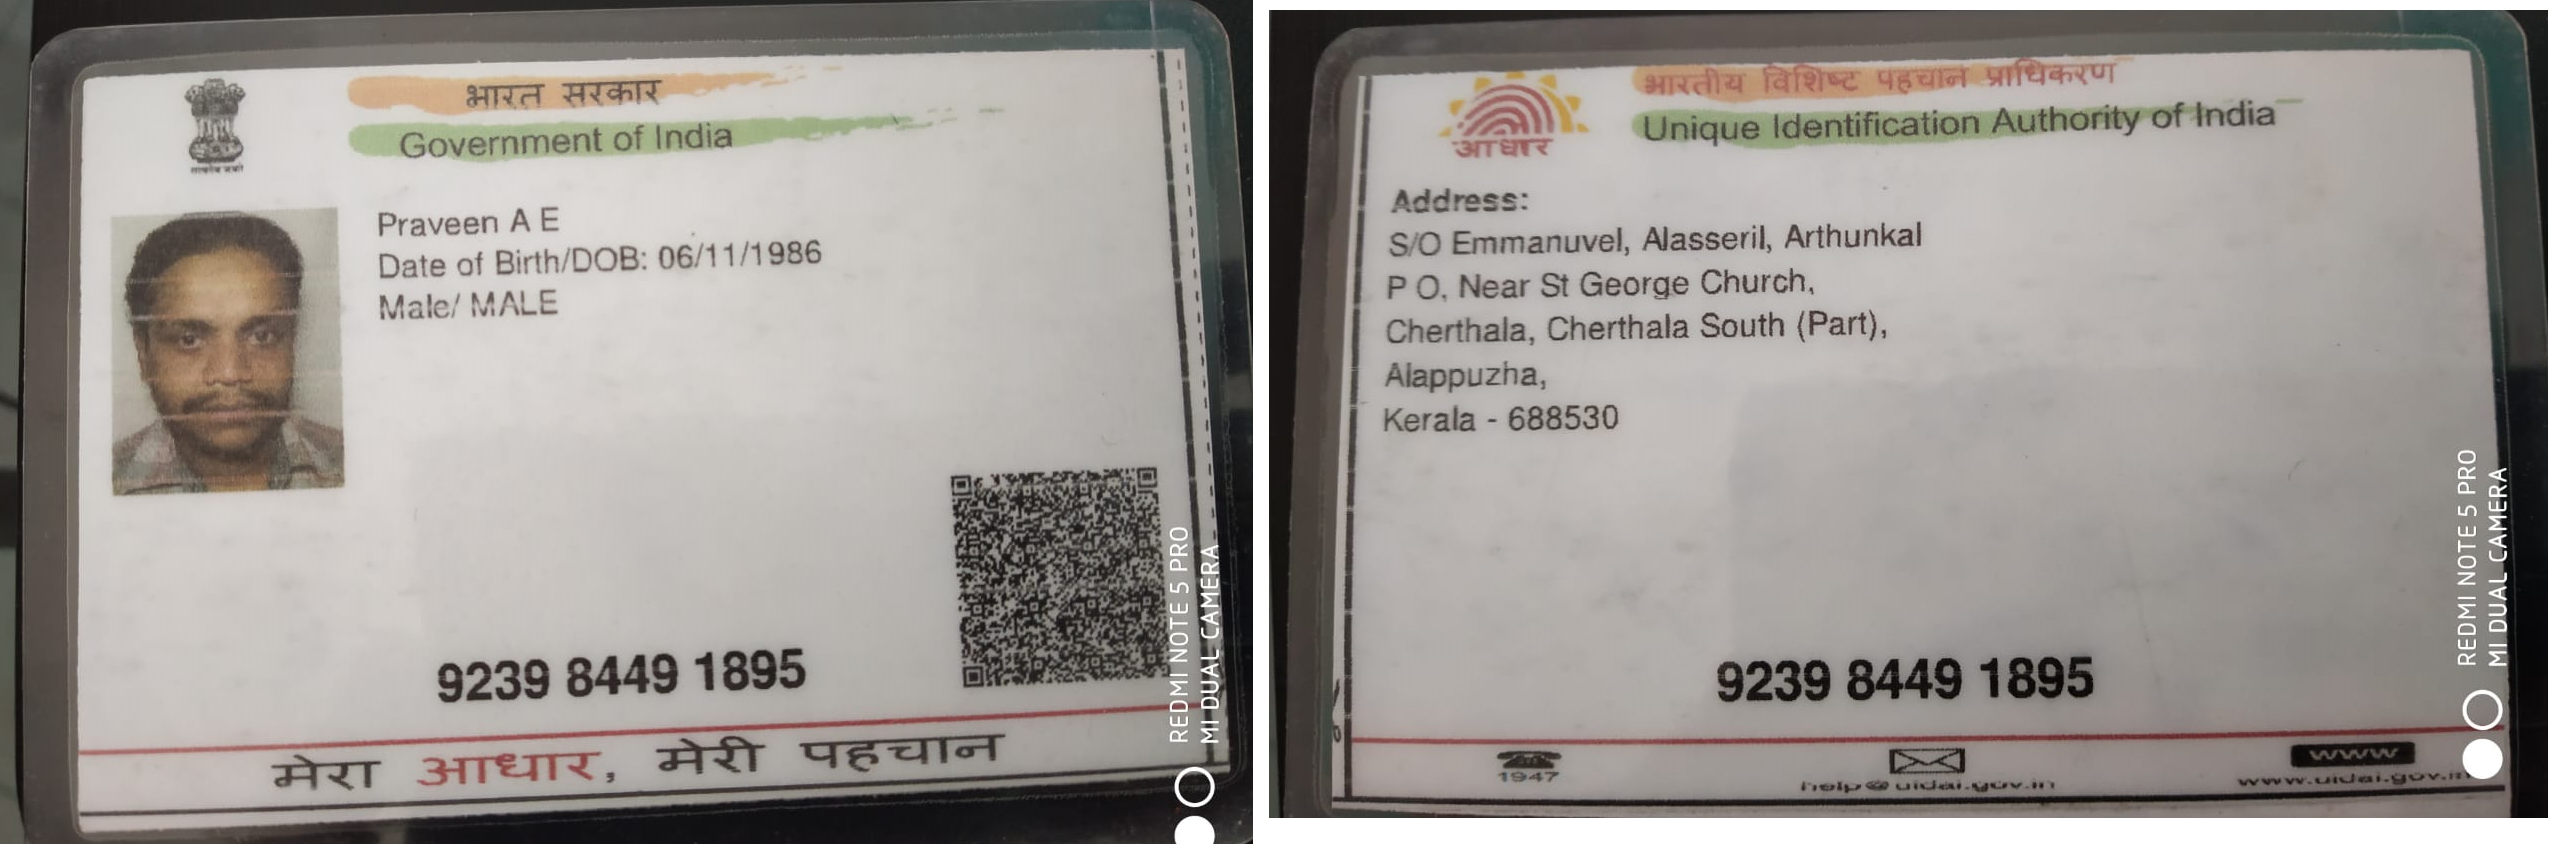 भारत सरकार
Government of India
Praveen A E
Date of Birth/DOB: 06/11/1986
Male/ MALE
9239 8449 1895
मेरा आधार, मेरी पहचान
REDMI NOTE 5 PRO
MI DUAL CAMERA
भारतीय विशिष्ट पहचान प्राधिकरण
Unique Identification Authority of India
आधार
Address:
S/O Emmanuvel, Alasseril, Arthunkal
P O, Near St George Church,
Cherthala, Cherthala South (Part),
Alappuzha,
Kerala - 688530
9239 8449 1895
1947
help@uidai.gov.in
www
www.uidai.gov.in
REDMI NOTE 5 PRO
MI DUAL CAMERA